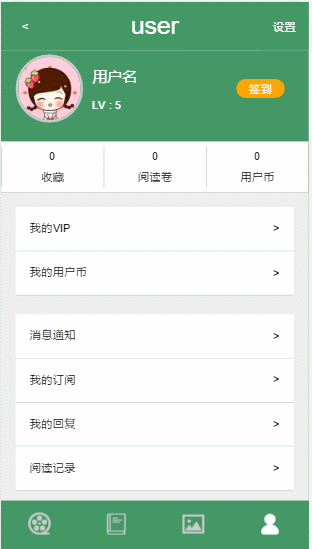 < user 设置
用户名
LV : 5
签到
0 0 0
收藏 阅读卷 用户币
我的VIP >
我的用户币 >
消息通知 >
我的订阅 >
我的回复 >
阅读记录 >